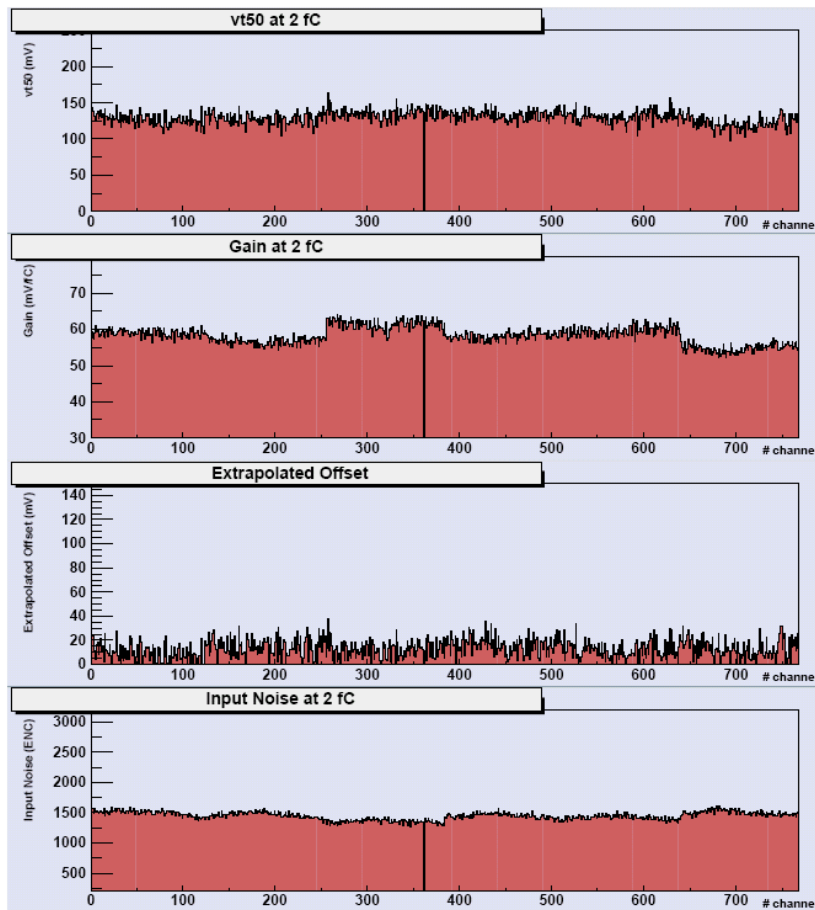 vt50 at 2 fC
vt50 (mV)
200
150
100
50
0
0 100 200 300 400 500 600 700 # channe
Gain at 2 fC
Gain (mV/fC)
70
60
50
40
30
0 100 200 300 400 500 600 700 # channe
Extrapolated Offset
Extrapolated Offset (mV)
140
120
100
80
60
40
20
0
0 100 200 300 400 500 600 700 # channe
Input Noise at 2 fC
Input Noise (ENC)
3000
2500
2000
1500
1000
500
0 100 200 300 400 500 600 700 # channe